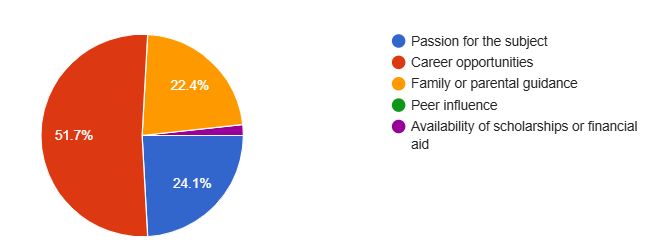 Passion for the subject
Career opportunities
Family or parental guidance
Peer influence
Availability of scholarships or financial
aid
22.4%
51.7%
24.1%